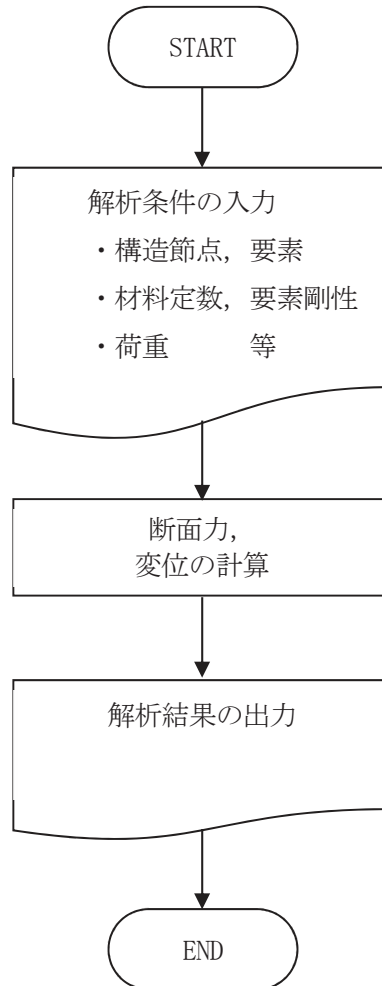 START
解析条件の入力
・構造節点，要素
・材料定数，要素剛性
・荷重　　　等
断面力，
変位の計算
解析結果の出力
END